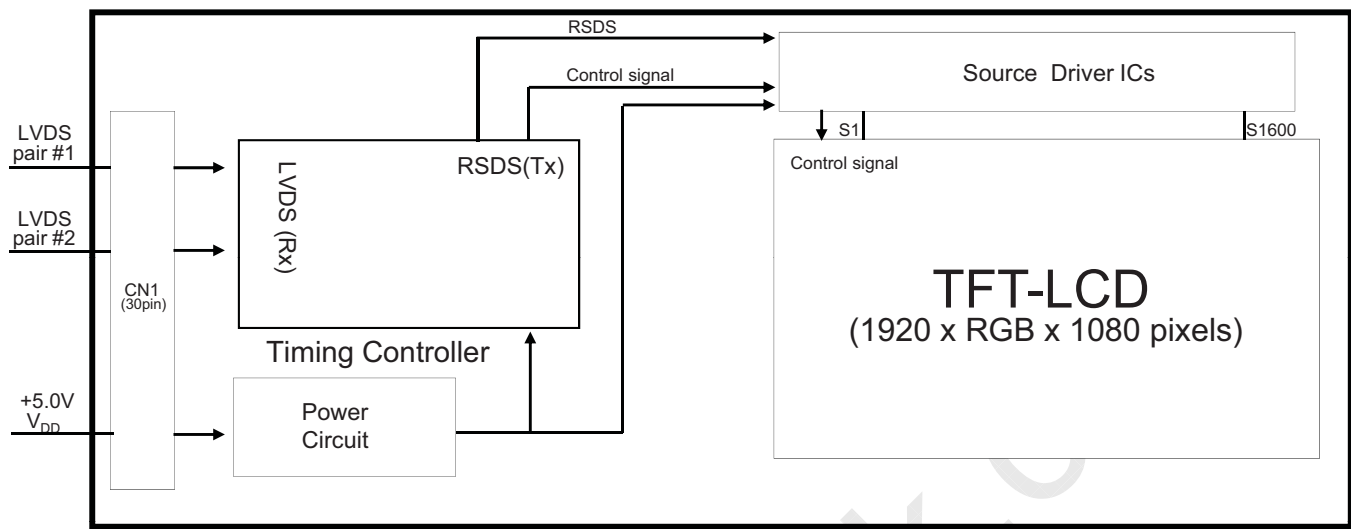 RSDS
Control signal
Source Driver ICs
S1
S1600
LVDS
pair #1
LVDS
pair #2
CN1
(30pin)
LVDS (Rx)
RSDS(Tx)
Timing Controller
Control signal
TFT-LCD
(1920 x RGB x 1080 pixels)
+5.0V
VDD
Power
Circuit